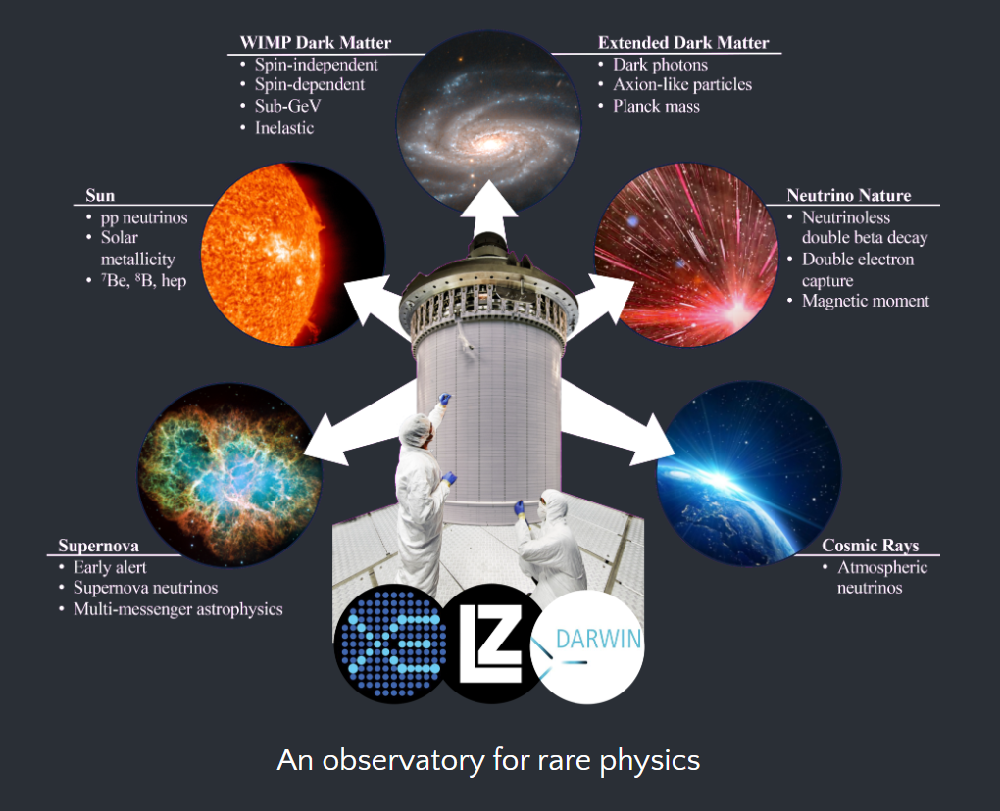 WIMP Dark Matter
• Spin-independent
• Spin-dependent
• Sub-GeV
• Inelastic
Extended Dark Matter
• Dark photons
• Axion-like particles
• Planck mass
Sun
• pp neutrinos
• Solar
metallicity
• ⁷Be, ⁸B, hep
Neutrino Nature
• Neutrinoless
double beta decay
• Double electron
capture
• Magnetic moment
Supernova
• Early alert
• Supernova neutrinos
• Multi-messenger astrophysics
Cosmic Rays
• Atmospheric
neutrinos
XE
LZ
DARWIN
An observatory for rare physics